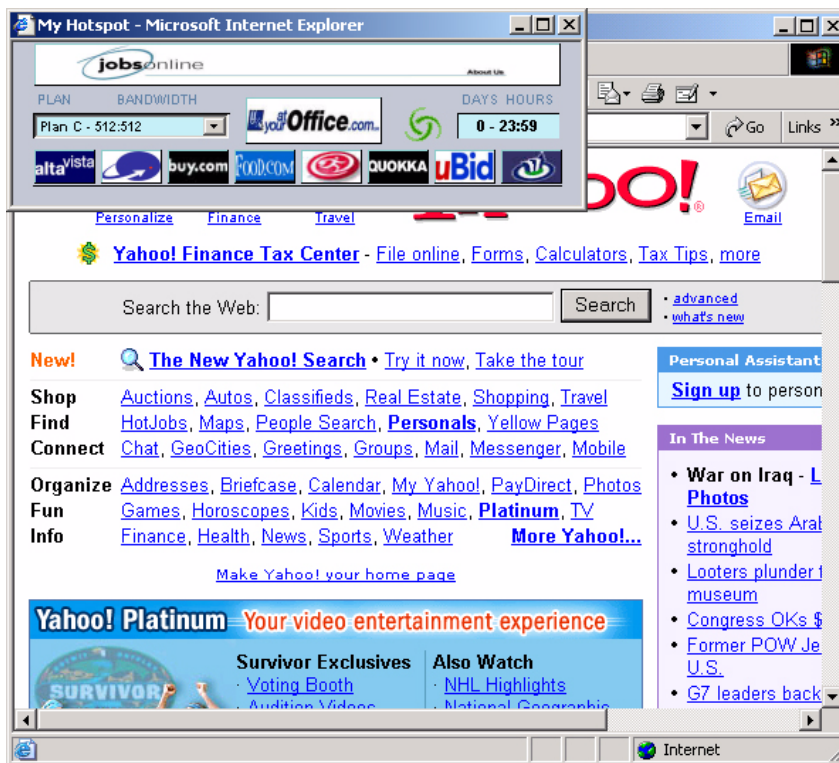 My Hotspot - Microsoft Internet Explorer
jobsonline
About Us
PLAN BANDWIDTH
DAYS HOURS
Plan C - 512:512
atyourOffice.com
0 - 23:59
altavista
buy.com
FOOD.COM
QUOKKA
uBid
Go
Links »
Personalize
Finance
Travel
Email
Yahoo! Finance Tax Center - File online, Forms, Calculators, Tax Tips, more
Search the Web:
Search
· advanced
· what's new
New! The New Yahoo! Search • Try it now, Take the tour
Shop Auctions, Autos, Classifieds, Real Estate, Shopping, Travel
Find HotJobs, Maps, People Search, Personals, Yellow Pages
Connect Chat, GeoCities, Greetings, Groups, Mail, Messenger, Mobile
Organize Addresses, Briefcase, Calendar, My Yahoo!, PayDirect, Photos
Fun Games, Horoscopes, Kids, Movies, Music, Platinum, TV
Info Finance, Health, News, Sports, Weather More Yahoo!...
Make Yahoo! your home page
Personal Assistant
Sign up to person
In The News
• War on Iraq - L
Photos
• U.S. seizes Arab
stronghold
• Looters plunder t
museum
• Congress OKs $
• Former POW Je
U.S.
• G7 leaders back
Yahoo! Platinum - Your video entertainment experience
SURVIVOR
Survivor Exclusives
· Voting Booth
· Audition Videos
Also Watch
· NHL Highlights
· National Geographic
Internet